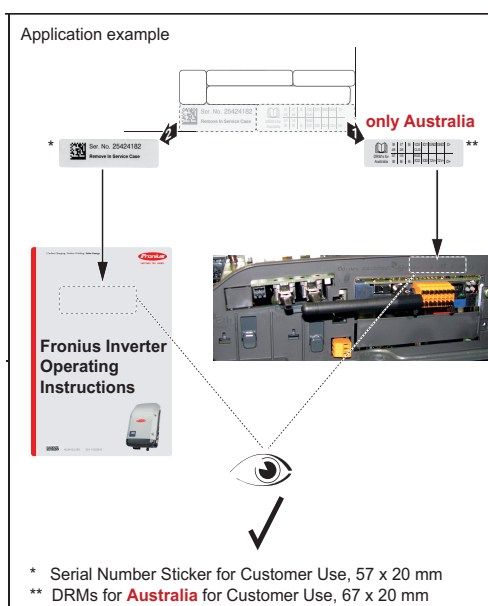 Application example
Ser. No. 25424182
Remove In Service Case
2
1
only Australia
*
Ser. No. 25424182
Remove In Service Case
DRMs for
Australia
**
Fronius
Fronius Inverter
Operating
Instructions
* Serial Number Sticker for Customer Use, 57 x 20 mm
** DRMs for Australia for Customer Use, 67 x 20 mm